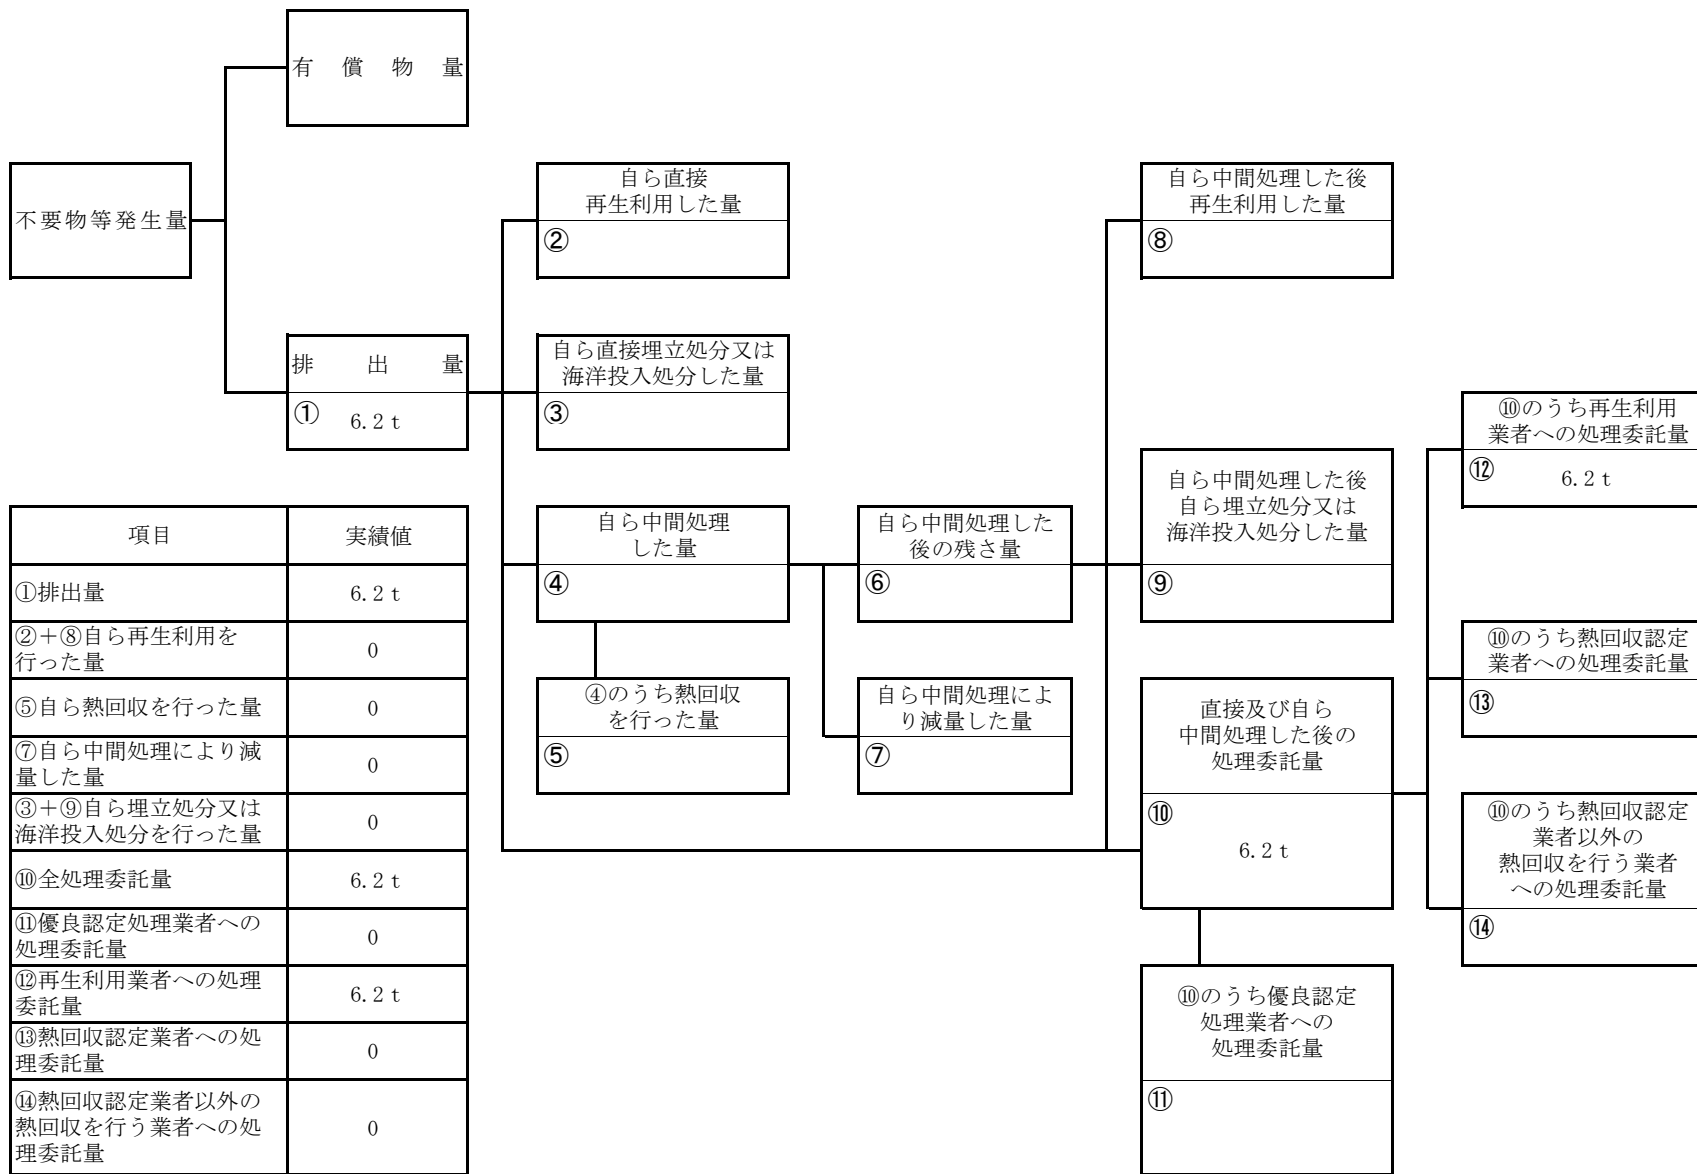 有償物量
不要物等発生量
排出量
① 6.2 t
自ら直接
再生利用した量
②
自ら直接埋立処分又は
海洋投入処分した量
③
自ら中間処理
した量
④
④のうち熱回収
を行った量
⑤
自ら中間処理した
後の残さ量
⑥
自ら中間処理によ
り減量した量
⑦
自ら中間処理した後
再生利用した量
⑧
自ら中間処理した後
自ら埋立処分又は
海洋投入処分した量
⑨
直接及び自ら
中間処理した後の
処理委託量
⑩
6.2 t
⑩のうち優良認定
処理業者への
処理委託量
⑪
⑩のうち再生利用
業者への処理委託量
⑫ 6.2 t
⑩のうち熱回収認定
業者への処理委託量
⑬
⑩のうち熱回収認定
業者以外の
熱回収を行う業者
への処理委託量
⑭
項目 実績値
①排出量 6.2 t
②＋⑧自ら再生利用を
行った量 0
⑤自ら熱回収を行った量 0
⑦自ら中間処理により減
量した量 0
③＋⑨自ら埋立処分又は
海洋投入処分を行った量 0
⑩全処理委託量 6.2 t
⑪優良認定処理業者への
処理委託量 0
⑫再生利用業者への処理
委託量 6.2 t
⑬熱回収認定業者への処
理委託量 0
⑭熱回収認定業者以外の
熱回収を行う業者への処
理委託量 0